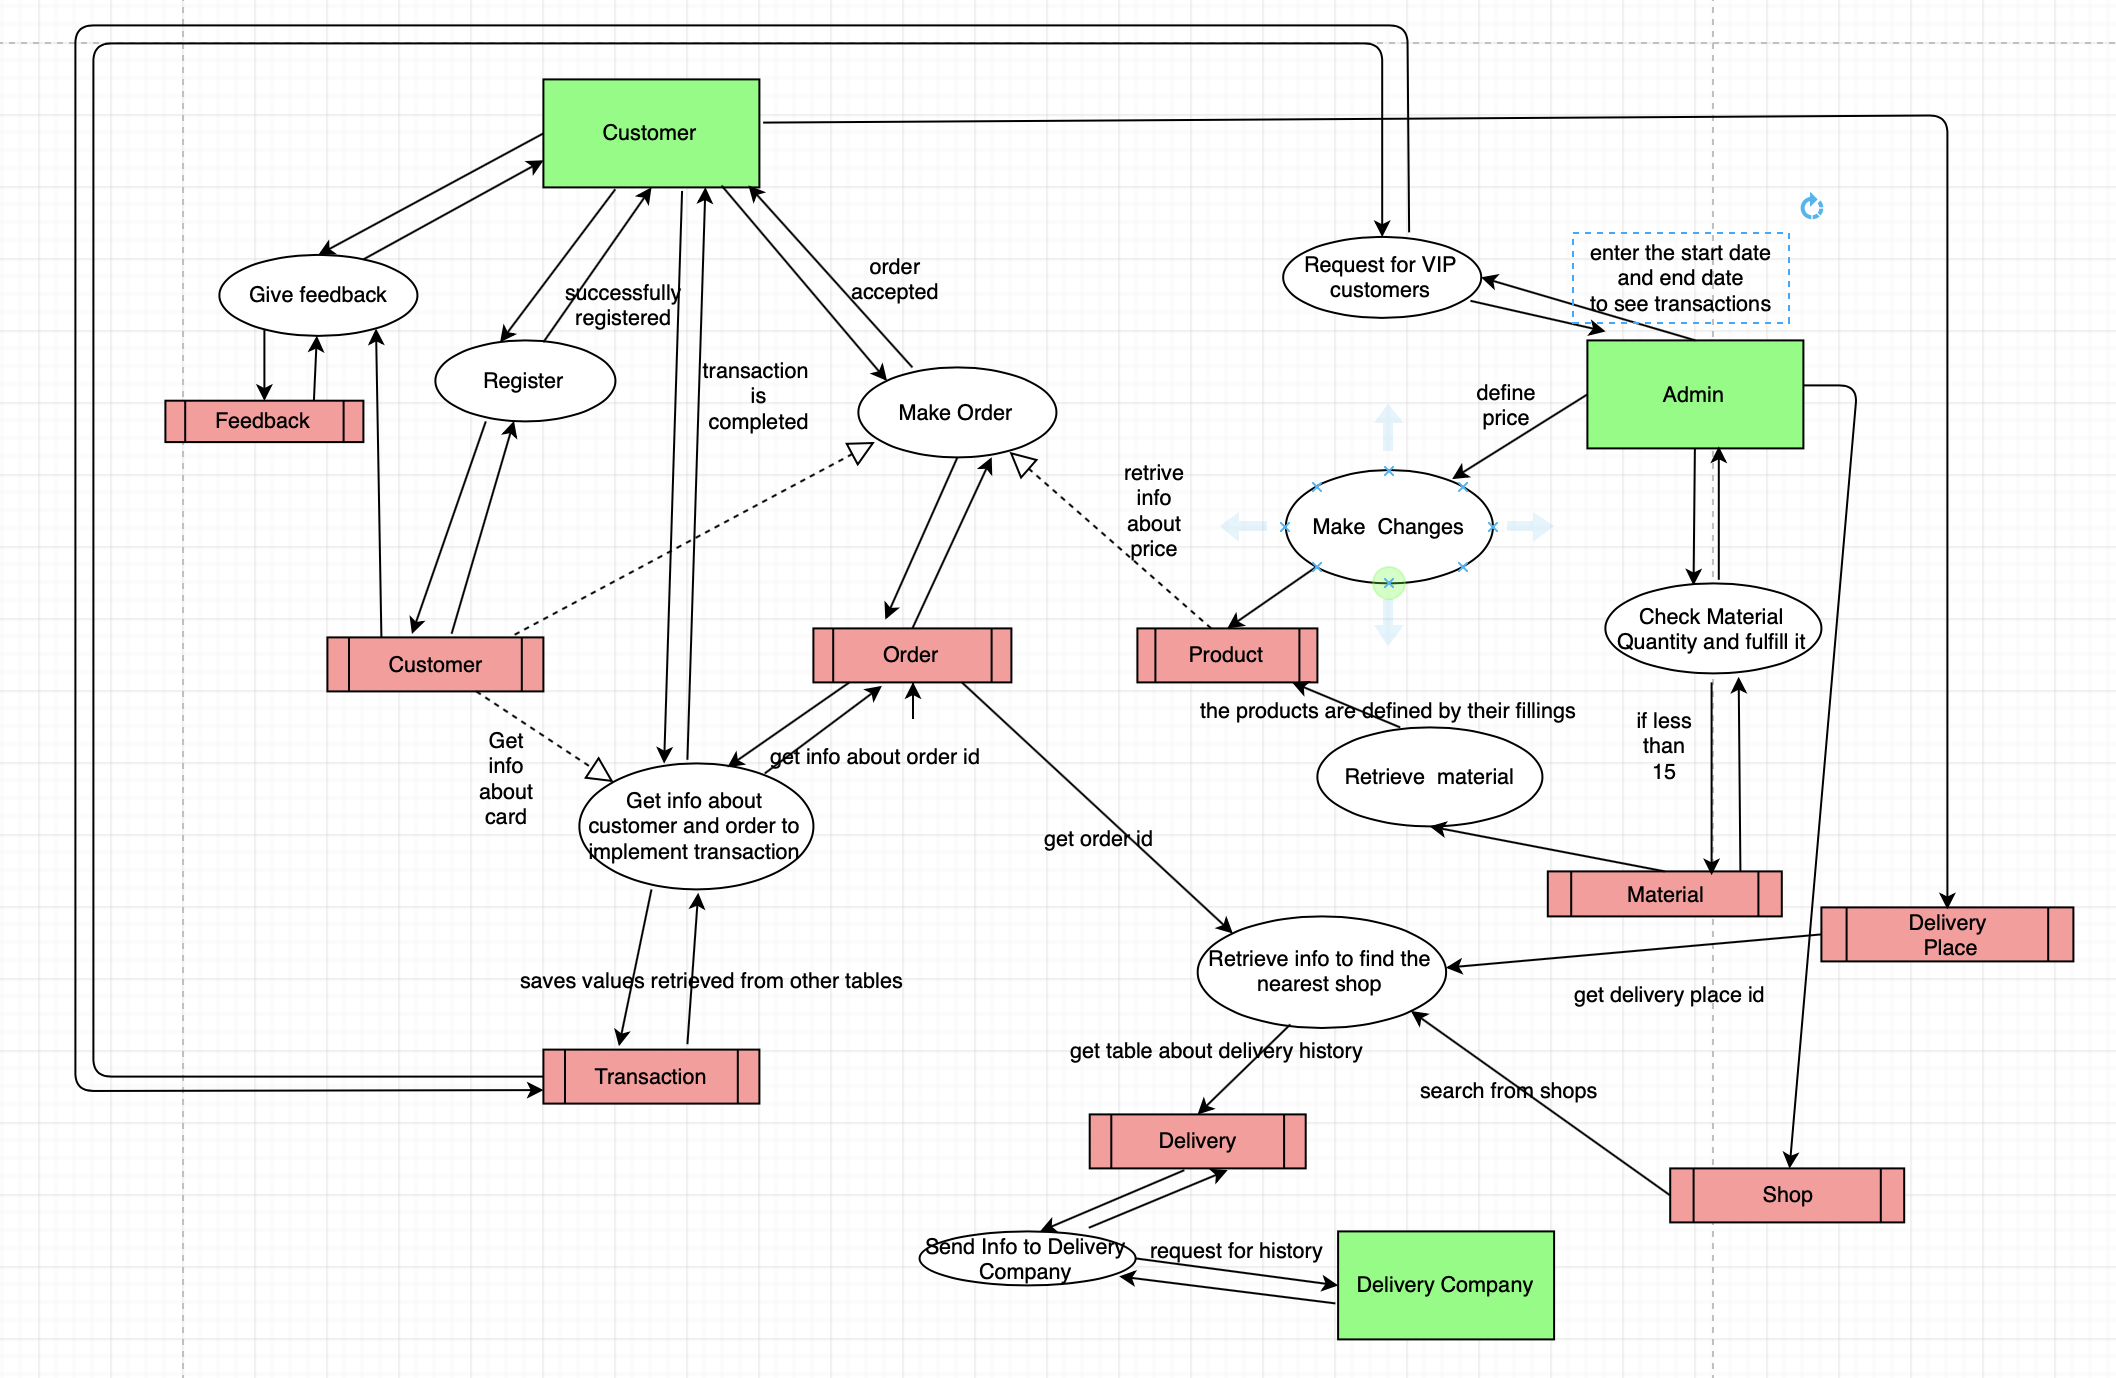 Customer
enter the start date
and end date
to see transactions
Request for VIP
customers
order
accepted
Give feedback
successfully
registered
Register
transaction
is
completed
Make Order
define
price
Admin
Feedback
retrive
info
about
price
Make  Changes
Check Material
Quantity and fulfill it
Customer
Order
Product
the products are defined by their fillings
if less
than
15
Get
info
about
card
get info about order id
Retrieve  material
Get info about
customer and order to
implement transaction
get order id
Material
Delivery
Place
Retrieve info to find the
nearest shop
saves values retrieved from other tables
get delivery place id
get table about delivery history
Transaction
search from shops
Delivery
Shop
Send Info to Delivery
Company
request for history
Delivery Company